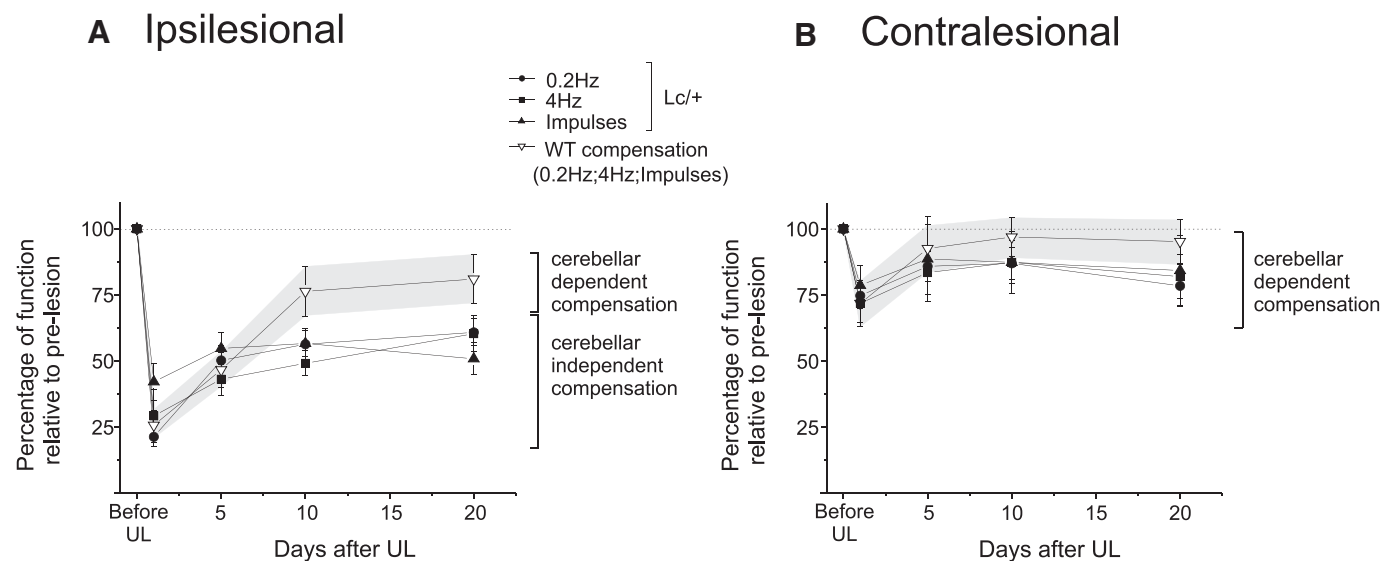 A Ipsilesional
0.2Hz
4Hz
Impulses
Lc/+
WT compensation
(0.2Hz;4Hz;Impulses)
Percentage of function
relative to pre-lesion
100
75
50
25
Before
UL
5
10
15
20
Days after UL
cerebellar
dependent
compensation
cerebellar
independent
compensation
B Contralesional
Percentage of function
relative to pre-lesion
100
75
50
25
Before
UL
5
10
15
20
Days after UL
cerebellar
dependent
compensation